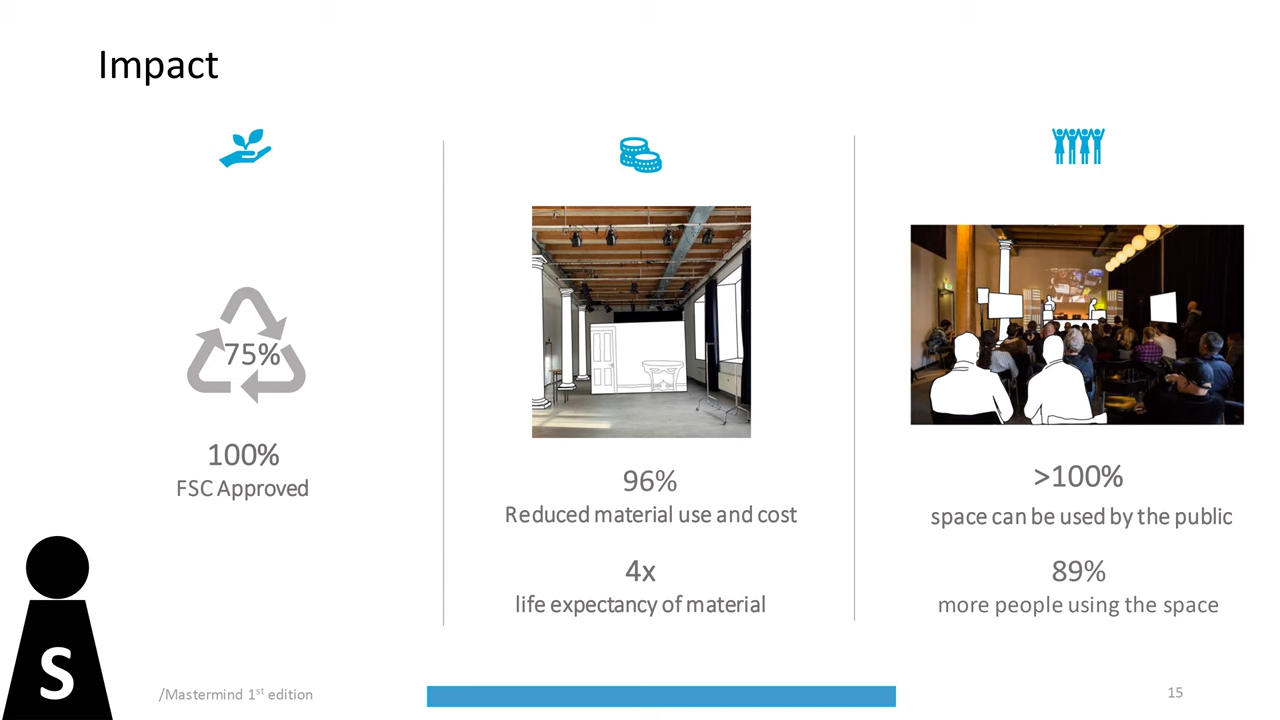 Impact
75%
100%
FSC Approved
96%
Reduced material use and cost
4x
life expectancy of material
>100%
space can be used by the public
89%
more people using the space
S
/Mastermind 1st edition
15